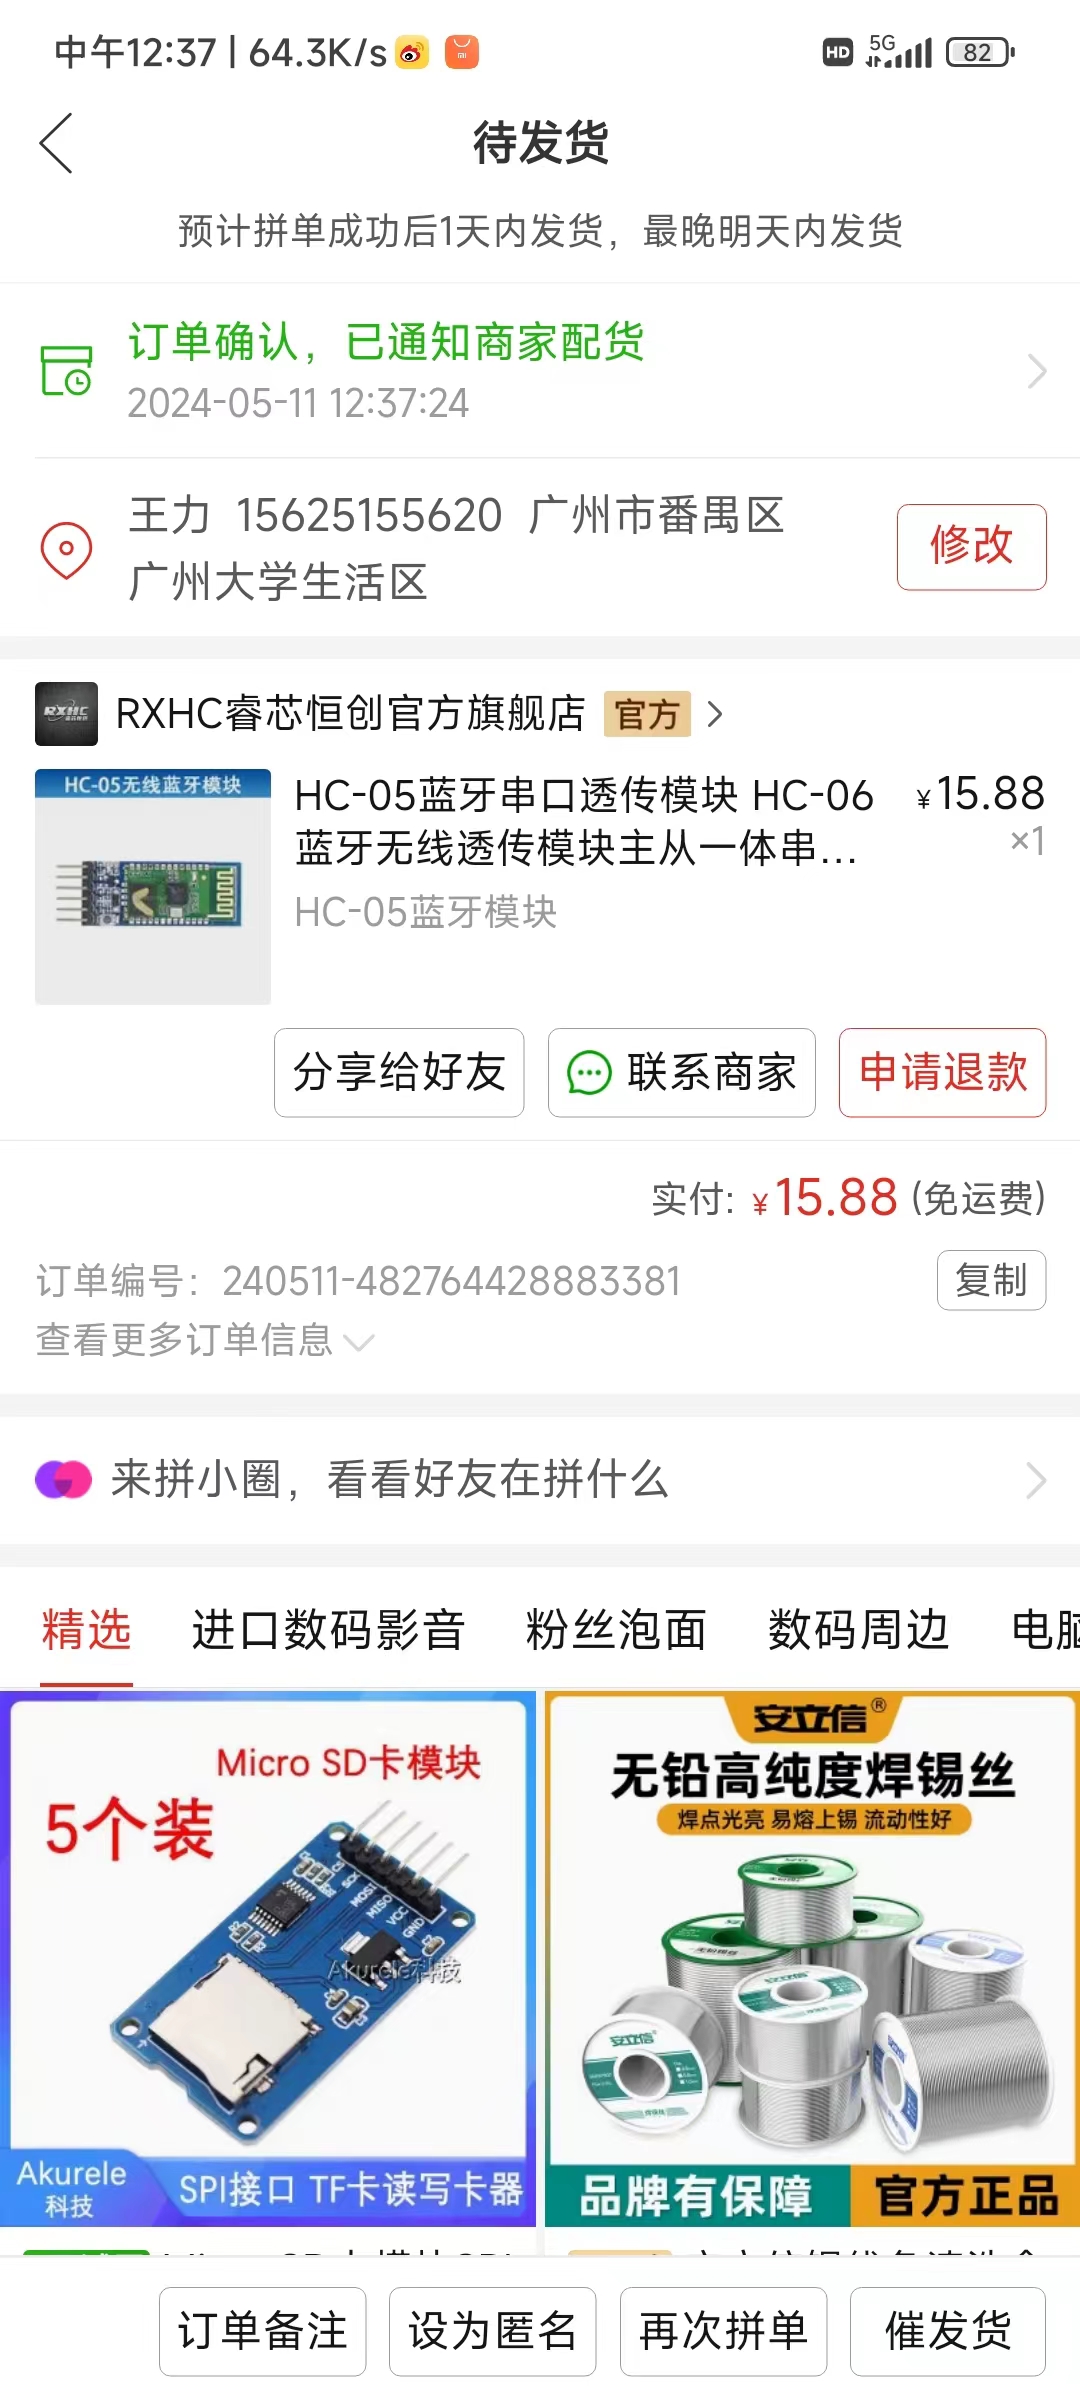 中午12:37 | 64.3K/s
HD 5G 82
待发货
预计拼单成功后1天内发货，最晚明天内发货
订单确认，已通知商家配货
2024-05-11 12:37:24
王力 15625155620 广州市番禺区
广州大学生活区
修改
RXHC
RXHC睿芯恒创官方旗舰店 官方
HC-05无线蓝牙模块
HC-05蓝牙串口透传模块 HC-06
¥15.88
蓝牙无线透传模块主从一体串...
×1
HC-05蓝牙模块
分享给好友 联系商家 申请退款
实付: ¥15.88 (免运费)
订单编号：240511-482764428883381
复制
查看更多订单信息
来拼小圈，看看好友在拼什么
精选 进口数码影音 粉丝泡面 数码周边 电脑
Micro SD卡模块
5个装
CS
SCK
MOSI
MISO
VCC
GND
Akurele科技
Akurele
科技
SPI接口 TF卡读写卡器
安立信®
无铅高纯度焊锡丝
焊点光亮 易熔上锡 流动性好
安立信
品牌有保障 官方正品
订单备注 设为匿名 再次拼单 催发货